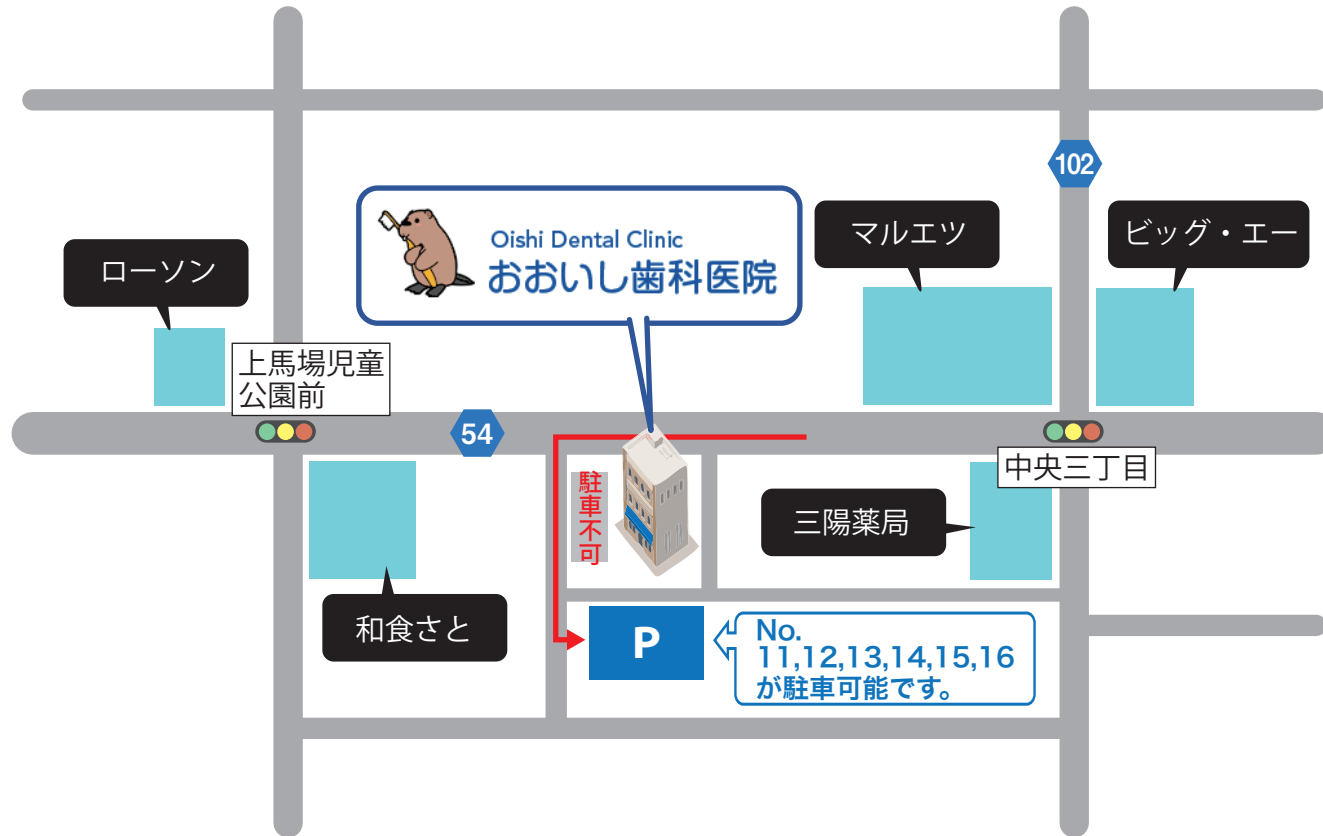 102
Oishi Dental Clinic
おおいし歯科医院
マルエツ
ビッグ・エー
ローソン
上馬場児童
公園前
54
中央三丁目
駐車不可
三陽薬局
和食さと
P
No.
11,12,13,14,15,16
が駐車可能です。